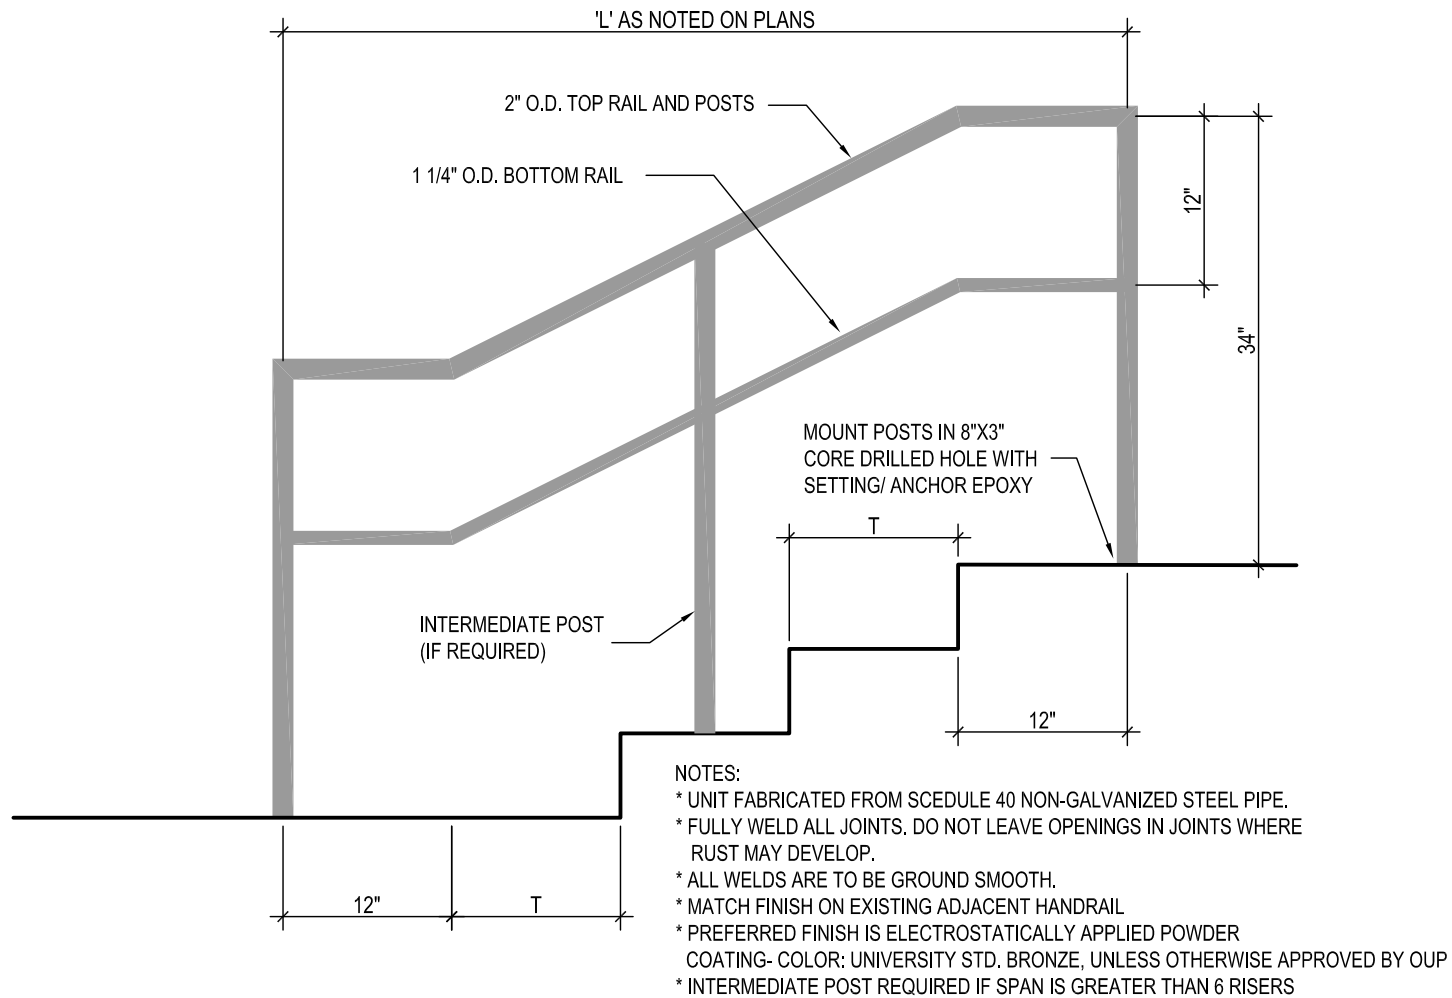 'L' AS NOTED ON PLANS
2" O.D. TOP RAIL AND POSTS
1 1/4" O.D. BOTTOM RAIL
12"
34"
MOUNT POSTS IN 8"X3"
CORE DRILLED HOLE WITH
SETTING/ ANCHOR EPOXY
T
INTERMEDIATE POST
(IF REQUIRED)
12"
12"
T
NOTES:
* UNIT FABRICATED FROM SCEDULE 40 NON-GALVANIZED STEEL PIPE.
* FULLY WELD ALL JOINTS. DO NOT LEAVE OPENINGS IN JOINTS WHERE
RUST MAY DEVELOP.
* ALL WELDS ARE TO BE GROUND SMOOTH.
* MATCH FINISH ON EXISTING ADJACENT HANDRAIL
* PREFERRED FINISH IS ELECTROSTATICALLY APPLIED POWDER
COATING- COLOR: UNIVERSITY STD. BRONZE, UNLESS OTHERWISE APPROVED BY OUP
* INTERMEDIATE POST REQUIRED IF SPAN IS GREATER THAN 6 RISERS